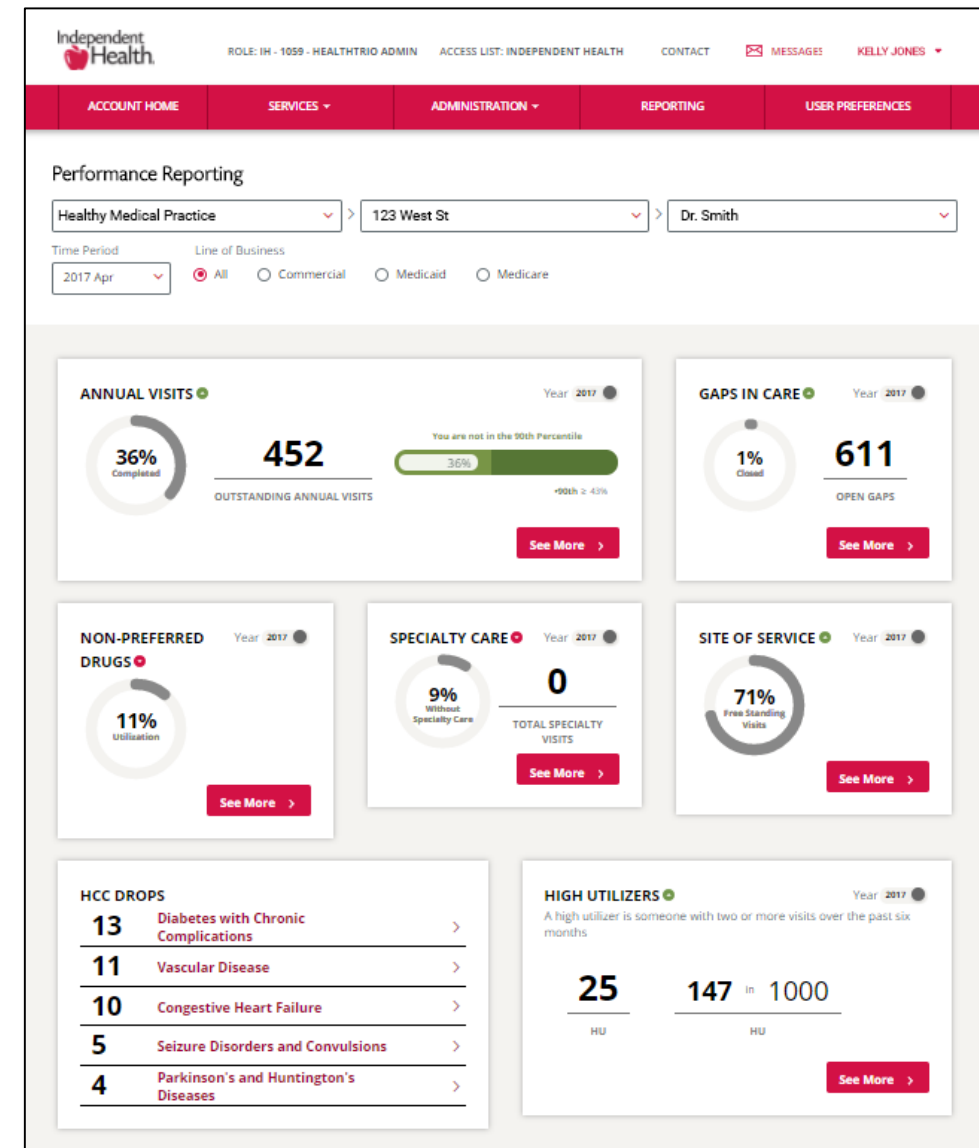 Independent
Health.
ROLE: IH - 1059 - HEALTHTRIO ADMIN ACCESS LIST: INDEPENDENT HEALTH CONTACT MESSAGES KELLY JONES
ACCOUNT HOME SERVICES ADMINISTRATION REPORTING USER PREFERENCES
Performance Reporting
Healthy Medical Practice > 123 West St > Dr. Smith
Time Period Line of Business
2017 Apr All Commercial Medicaid Medicare
ANNUAL VISITS Year 2017
36%
Completed
452
OUTSTANDING ANNUAL VISITS
You are not in the 90th Percentile
36%
•90th ≥ 43%
See More >
GAPS IN CARE Year 2017
1%
Closed
611
OPEN GAPS
See More >
NON-PREFERRED Year 2017
DRUGS
11%
Utilization
See More >
SPECIALTY CARE Year 2017
9%
Without
Specialty Care
0
TOTAL SPECIALTY
VISITS
See More >
SITE OF SERVICE Year 2017
71%
Free Standing
Visits
See More >
HCC DROPS
13 Diabetes with Chronic
Complications >
11 Vascular Disease >
10 Congestive Heart Failure >
5 Seizure Disorders and Convulsions >
4 Parkinson's and Huntington's
Diseases >
HIGH UTILIZERS Year 2017
A high utilizer is someone with two or more visits over the past six
months
25
HU
147 in 1000
HU
See More >